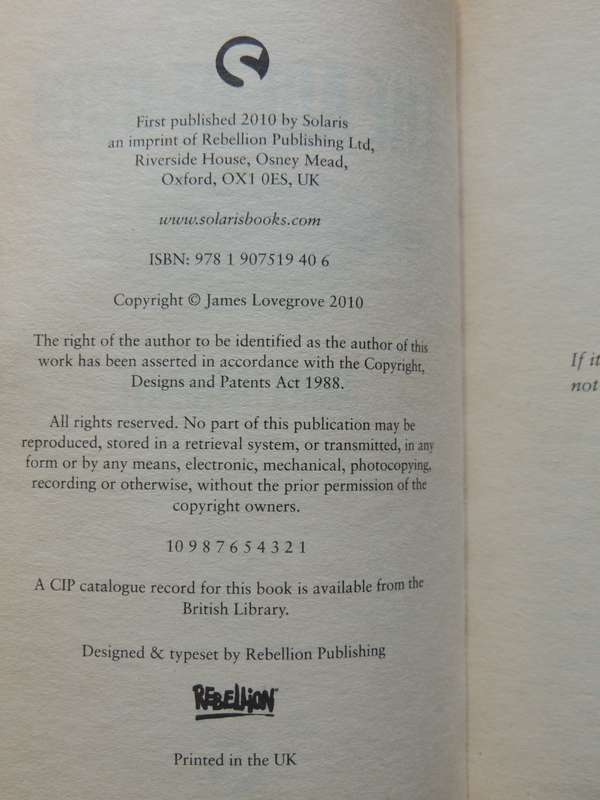 First published 2010 by Solaris
an imprint of Rebellion Publishing Ltd,
Riverside House, Osney Mead,
Oxford, OX1 0ES, UK
www.solarisbooks.com
ISBN: 978 1 907519 40 6
Copyright © James Lovegrove 2010
The right of the author to be identified as the author of this
work has been asserted in accordance with the Copyright,
Designs and Patents Act 1988.
All rights reserved. No part of this publication may be
reproduced, stored in a retrieval system, or transmitted, in any
form or by any means, electronic, mechanical, photocopying,
recording or otherwise, without the prior permission of the
copyright owners.
10 9 8 7 6 5 4 3 2 1
A CIP catalogue record for this book is available from the
British Library.
Designed & typeset by Rebellion Publishing
REBELLION™
Printed in the UK
If it
not